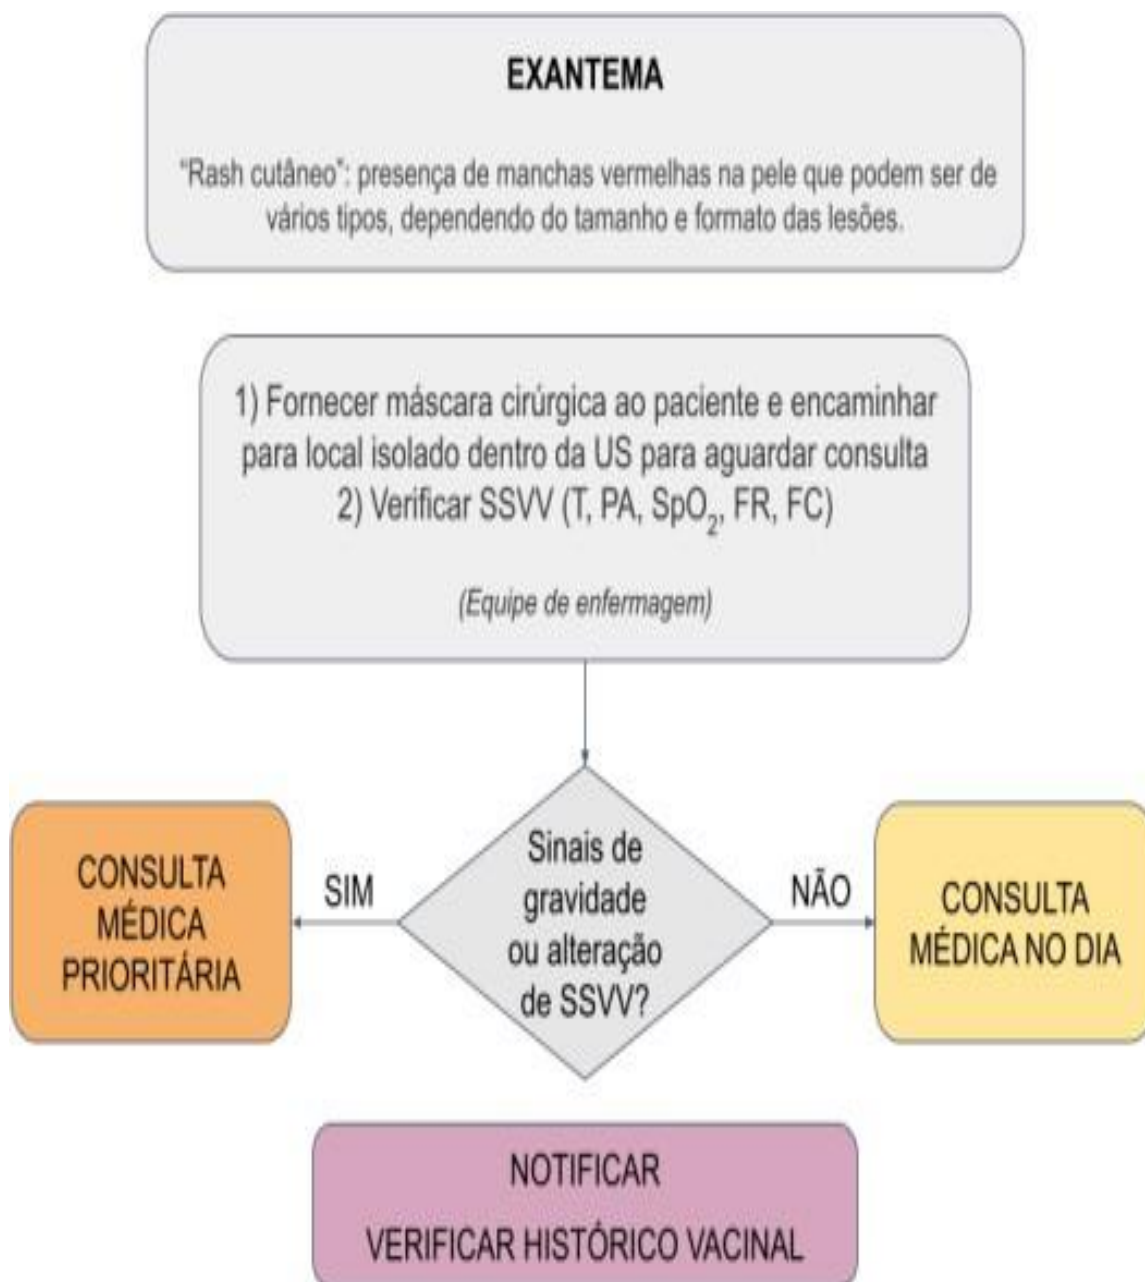 EXANTEMA
"Rash cutâneo": presença de manchas vermelhas na pele que podem ser de
vários tipos, dependendo do tamanho e formato das lesões.
1) Fornecer máscara cirúrgica ao paciente e encaminhar
para local isolado dentro da US para aguardar consulta
2) Verificar SSVV (T, PA, SpO₂, FR, FC)
(Equipe de enfermagem)
CONSULTA
MÉDICA
PRIORITÁRIA
SIM
Sinais de
gravidade
ou alteração
de SSVV?
NÃO
CONSULTA
MÉDICA NO DIA
NOTIFICAR
VERIFICAR HISTÓRICO VACINAL